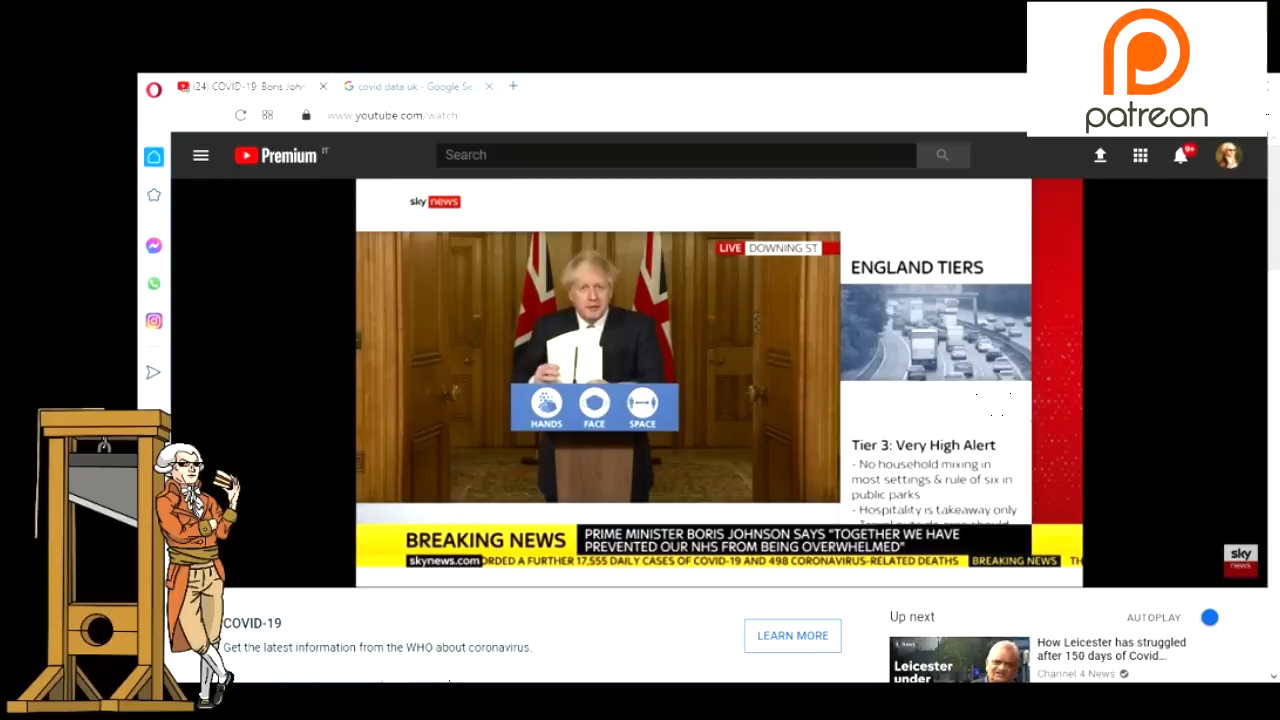 patreon
(24) COVID-19: Boris Joh
covid data uk - Google Se
www.youtube.com/watch
Premium IT
Search
9+
sky news
LIVE DOWNING ST
ENGLAND TIERS
HANDS FACE SPACE
Tier 3: Very High Alert
- No household mixing in
most settings & rule of six in
public parks
- Hospitality is takeaway only
BREAKING NEWS
PRIME MINISTER BORIS JOHNSON SAYS "TOGETHER WE HAVE
PREVENTED OUR NHS FROM BEING OVERWHELMED"
skynews.com ORDED A FURTHER 17,555 DAILY CASES OF COVID-19 AND 498 CORONAVIRUS-RELATED DEATHS BREAKING NEWS TH
sky
news
COVID-19
Get the latest information from the WHO about coronavirus.
LEARN MORE
Up next
AUTOPLAY
Leicester
under
How Leicester has struggled
after 150 days of Covid...
Channel 4 News